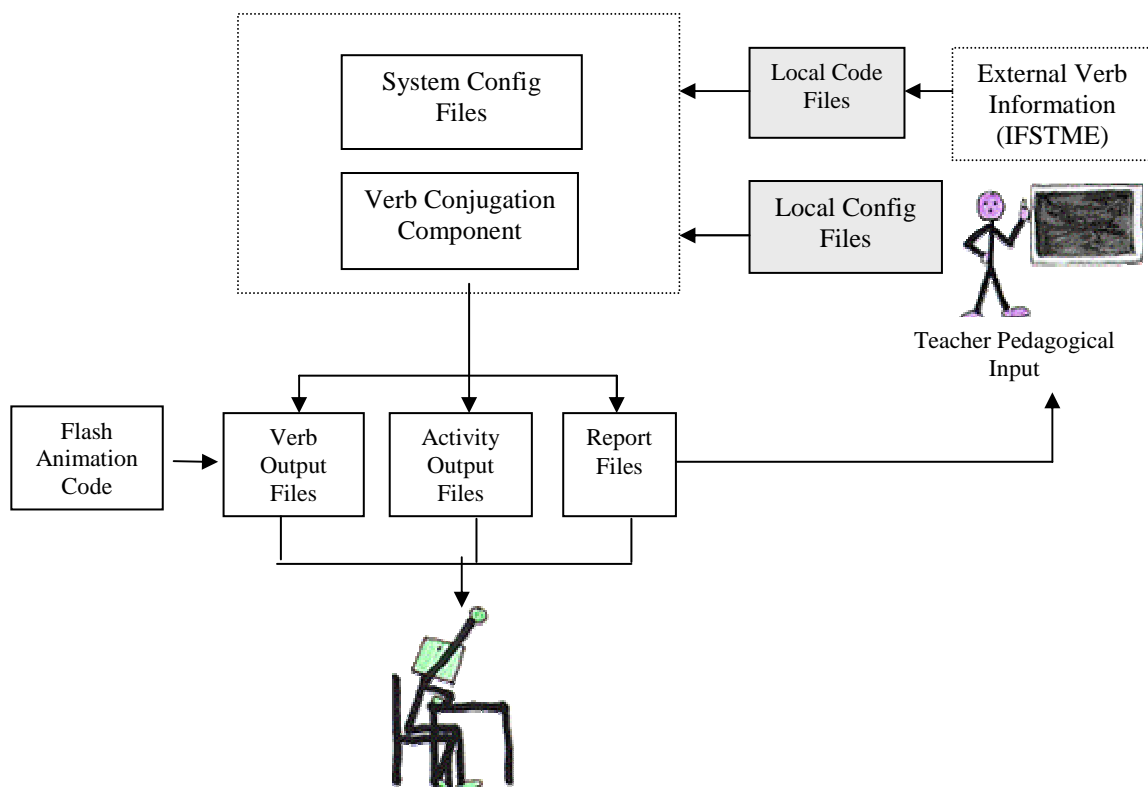 System Config
Files
Local Code
Files
External Verb
Information
(IFSTME)
Verb Conjugation
Component
Local Config
Files
Teacher Pedagogical
Input
Flash
Animation
Code
Verb
Output
Files
Activity
Output
Files
Report
Files